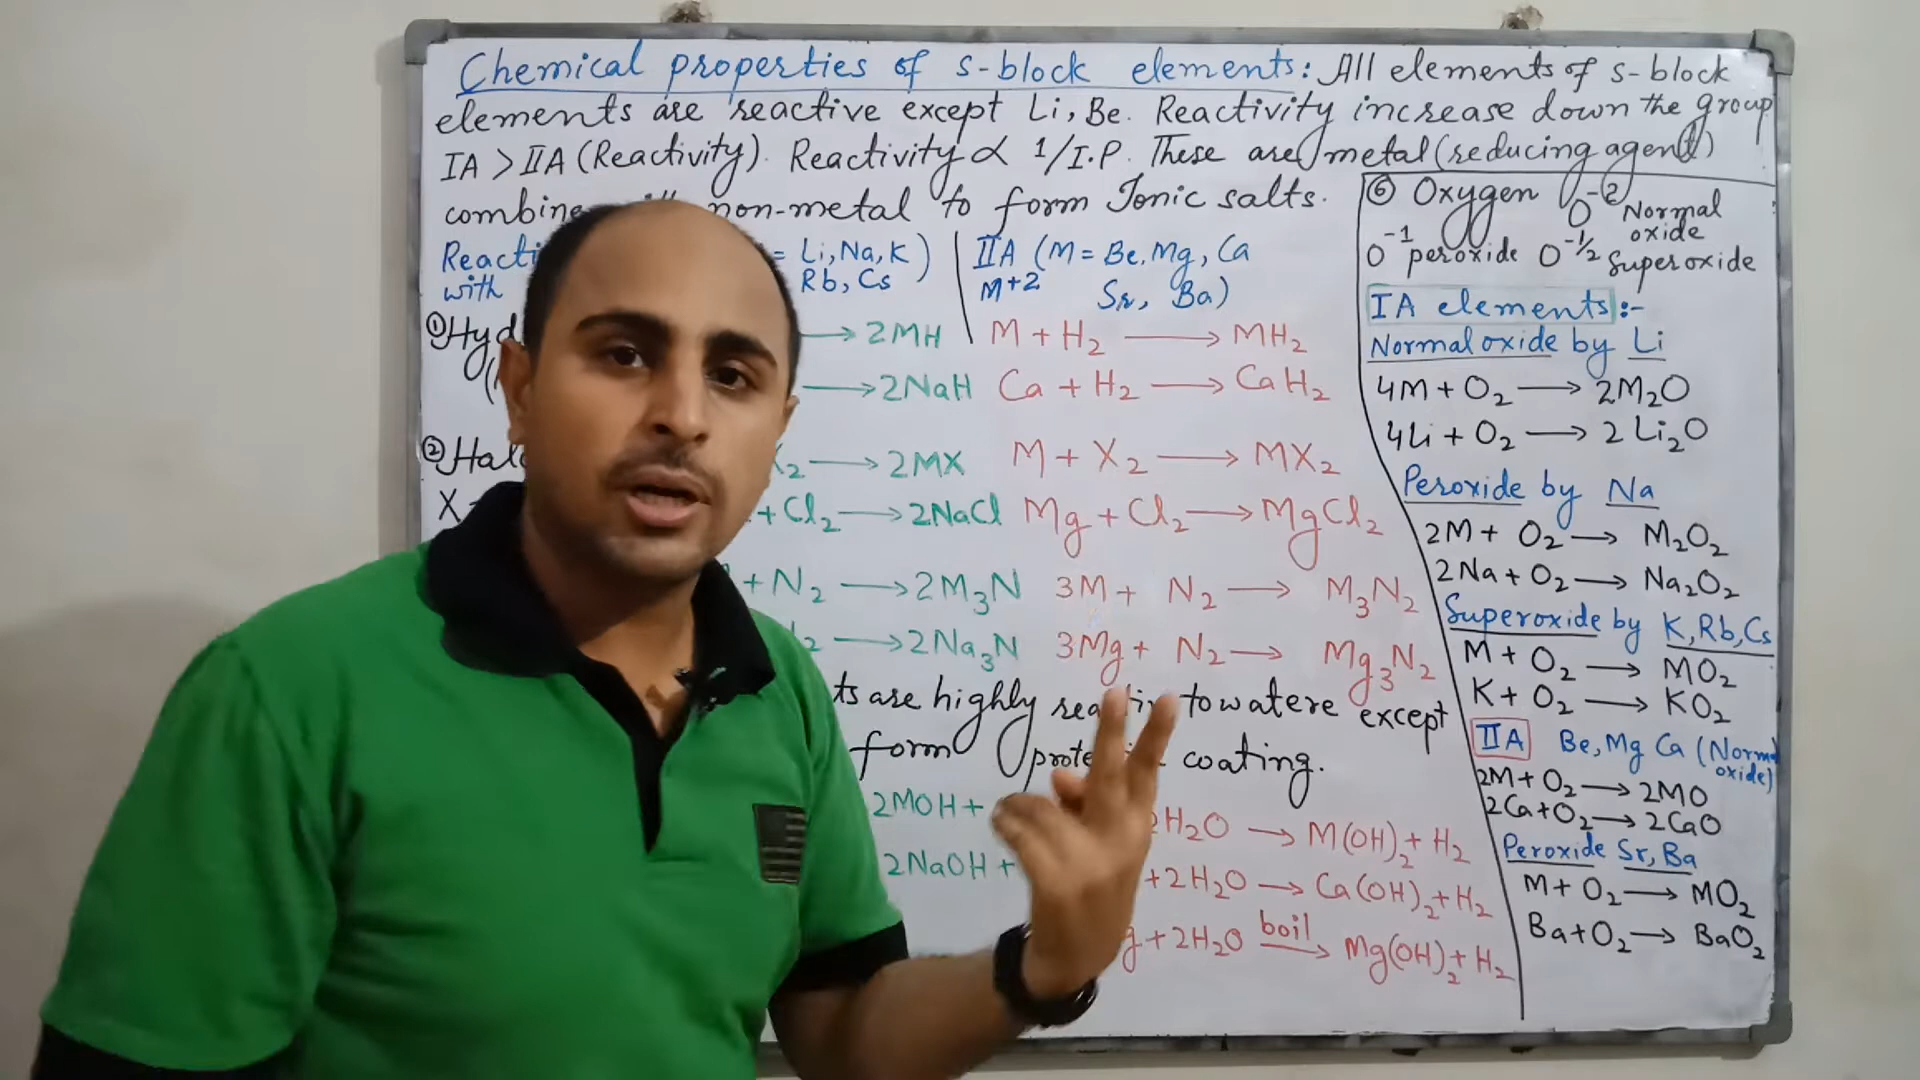 Chemical properties of s-block elements: All elements of s-block
elements are reactive except Li, Be. Reactivity increase down the group
IA > IIA (Reactivity). Reactivity ∝ 1/I.P. These are metal (reducing agent)
combine non-metal to form Ionic salts.
Reacti
with
= Li, Na, K)
Rb, Cs
IIA (M = Be, Mg, Ca
M+2 Sr, Ba)
① Hyd
→ 2MH
M + H2 → MH2
→ 2NaH
Ca + H2 → CaH2
② Hal
X2 → 2MX
M + X2 → MX2
X
+ Cl2 → 2NaCl
Mg + Cl2 → MgCl2
+ N2 → 2M3N
3M + N2 → M3N2
2 → 2Na3N
3Mg + N2 → Mg3N2
ts are highly to watere except
form coating.
2MOH +
2H2O → M(OH)2 + H2
2NaOH +
+ 2H2O → Ca(OH)2 + H2
+ 2H2O boil → Mg(OH)2 + H2
⑥ Oxygen O-2 Normal
oxide
O-1 peroxide O-1/2 Superoxide
IA elements:-
Normal oxide by Li
4M + O2 → 2M2O
4Li + O2 → 2Li2O
Peroxide by Na
2M + O2 → M2O2
2Na + O2 → Na2O2
Superoxide by K, Rb, Cs
M + O2 → MO2
K + O2 → KO2
IIA Be, Mg Ca (Normal
oxide)
2M + O2 → 2MO
2Ca + O2 → 2CaO
Peroxide Sr, Ba
M + O2 → MO2
Ba + O2 → BaO2